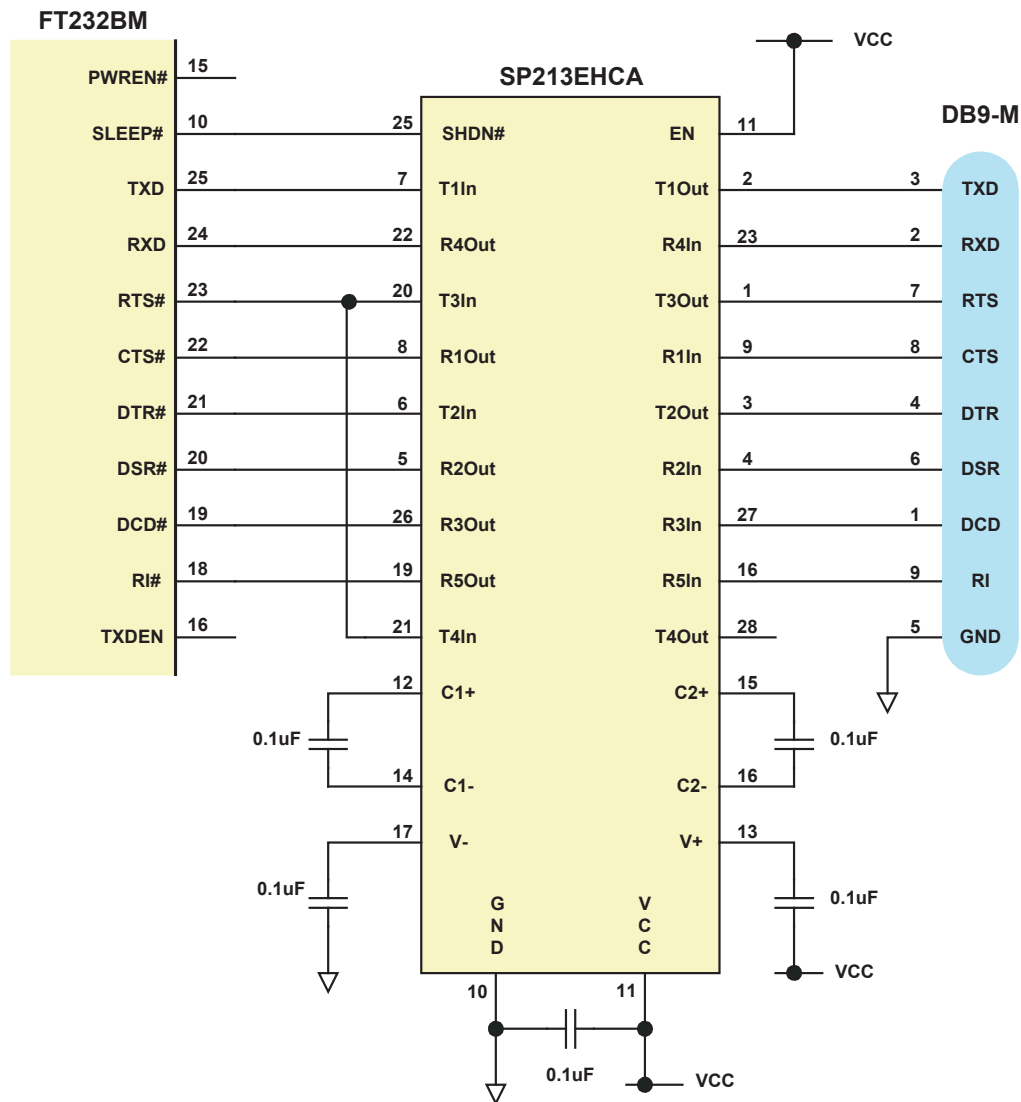 FT232BM
SP213EHCA
DB9-M
VCC
PWREN# 15
SLEEP# 10 25 SHDN# EN 11
TXD 25 7 T1In T1Out 2 3 TXD
RXD 24 22 R4Out R4In 23 2 RXD
RTS# 23 20 T3In T3Out 1 7 RTS
CTS# 22 8 R1Out R1In 9 8 CTS
DTR# 21 6 T2In T2Out 3 4 DTR
DSR# 20 5 R2Out R2In 4 6 DSR
DCD# 19 26 R3Out R3In 27 1 DCD
RI# 18 19 R5Out R5In 16 9 RI
TXDEN 16 21 T4In T4Out 28 5 GND
12 C1+ C2+ 15
0.1uF 0.1uF
14 C1- C2- 16
17 V- V+ 13
0.1uF 0.1uF
GND VCC
VCC
10 11
0.1uF VCC